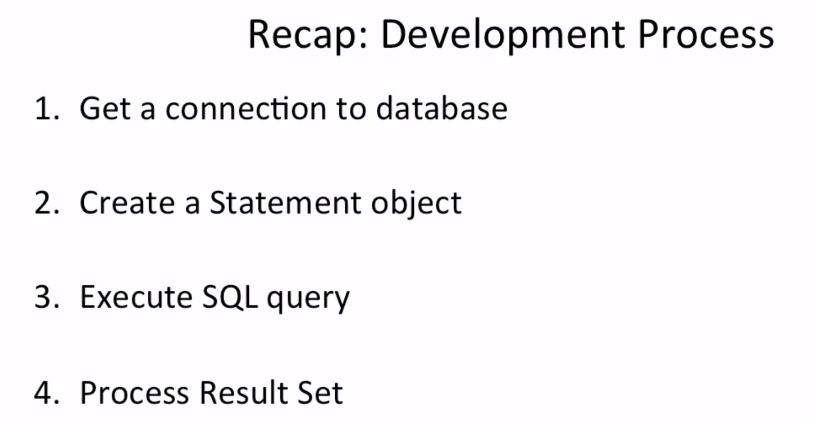 Recap: Development Process
1. Get a connection to database
2. Create a Statement object
3. Execute SQL query
4. Process Result Set